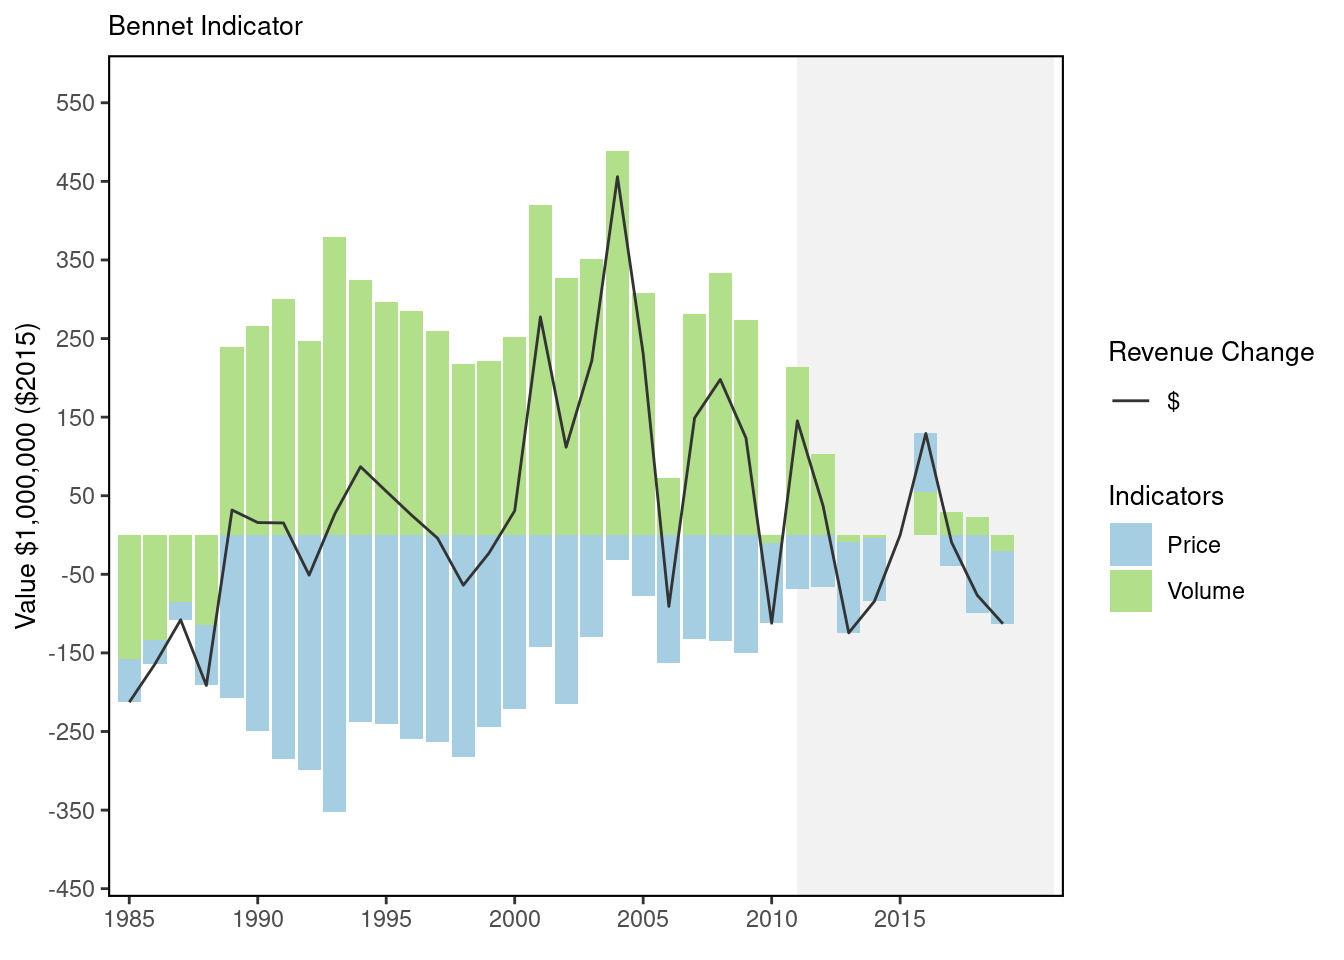 Bennet Indicator
Value $1,000,000 ($2015)
550
450
350
250
150
50
-50
-150
-250
-350
-450
1985 1990 1995 2000 2005 2010 2015
Revenue Change
$
Indicators
Price
Volume